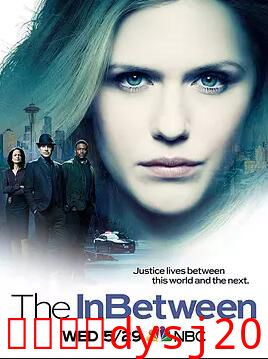 Justice lives between
this world and the next.
The InBetween
WED 5/29 NBC
dysj20